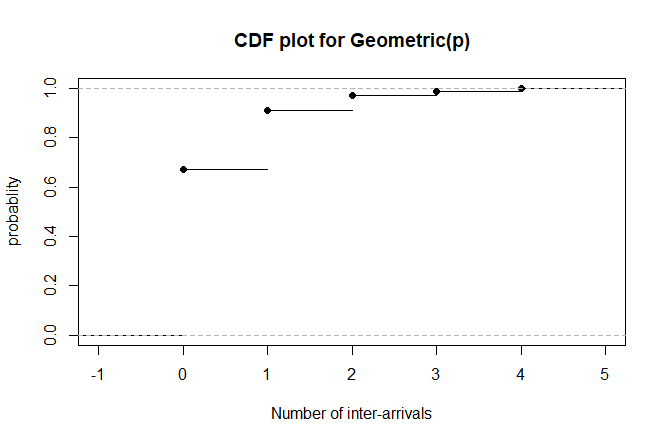 CDF plot for Geometric(p)
probablity
1.0
0.8
0.6
0.4
0.2
0.0
-1 0 1 2 3 4 5
Number of inter-arrivals